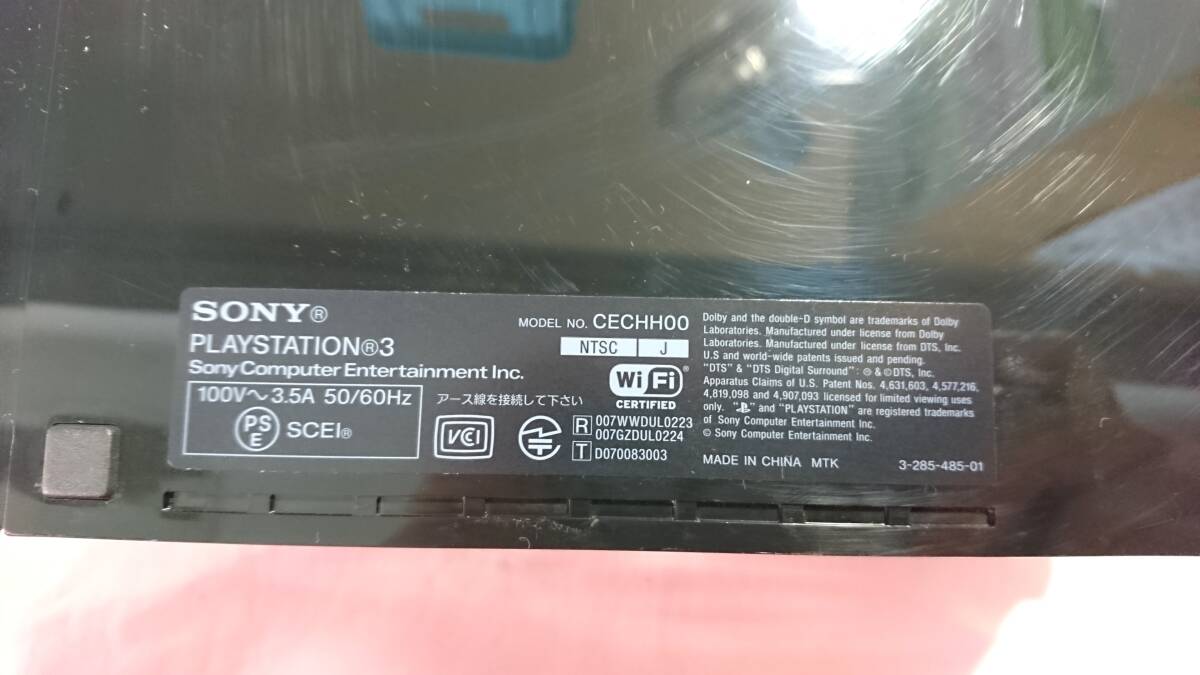 SONY®
PLAYSTATION®3
Sony Computer Entertainment Inc.
100V～3.5A 50/60Hz
PS
E
SCEI®
MODEL NO. CECHH00
NTSC J
Wi Fi®
CERTIFIED
アース線を接続して下さい
VCI
R 007WWDUL0223
007GZDUL0224
T D070083003
Dolby and the double-D symbol are trademarks of Dolby
Laboratories. Manufactured under license from Dolby
Laboratories. Manufactured under license from DTS, Inc.
U.S and world-wide patents issued and pending.
"DTS" & "DTS Digital Surround": ℗ & © DTS, Inc.
Apparatus Claims of U.S. Patent Nos. 4,631,603, 4,577,216,
4,819,098 and 4,907,093 licensed for limited viewing uses
only. "PS" and "PLAYSTATION" are registered trademarks
of Sony Computer Entertainment Inc.
© Sony Computer Entertainment Inc.
MADE IN CHINA MTK
3-285-485-01